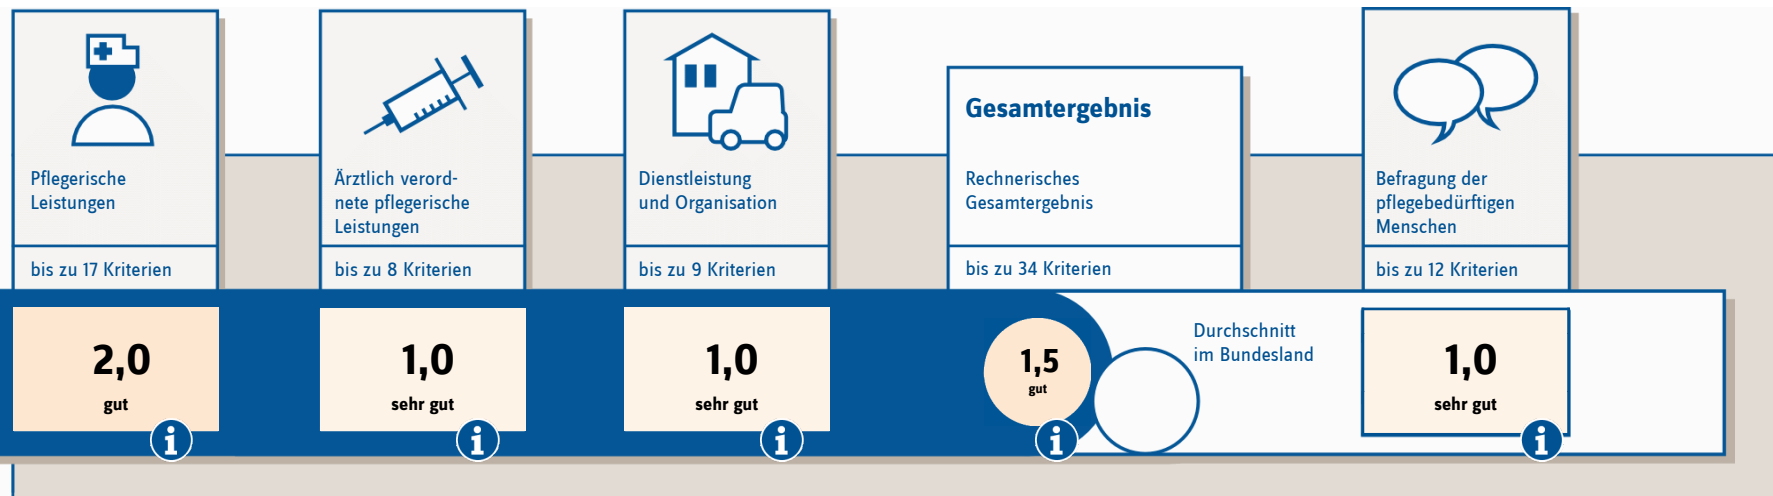 Pflegerische
Leistungen
bis zu 17 Kriterien
2,0
gut
Ärztlich verord-
nete pflegerische
Leistungen
bis zu 8 Kriterien
1,0
sehr gut
Dienstleistung
und Organisation
bis zu 9 Kriterien
1,0
sehr gut
Gesamtergebnis
Rechnerisches
Gesamtergebnis
bis zu 34 Kriterien
1,5
gut
Durchschnitt
im Bundesland
Befragung der
pflegebedürftigen
Menschen
bis zu 12 Kriterien
1,0
sehr gut